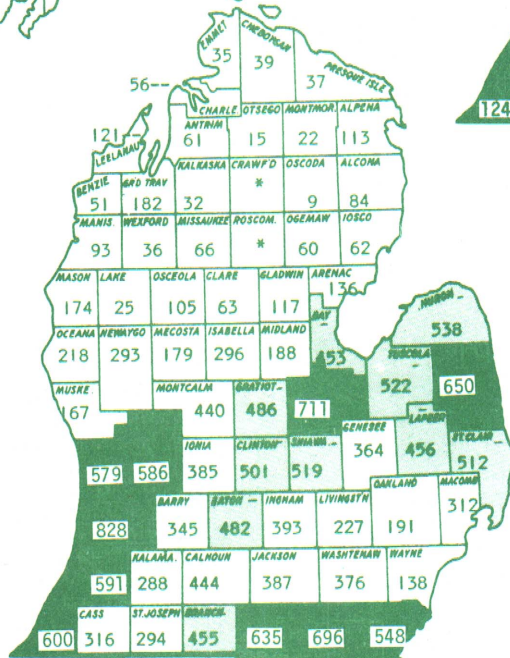 EMMET
35
CHEBOYGAN
39
PRESQUE ISLE
37
56--
124
CHARLE.
OTSEGO
MONTMOR.
ALPENA
ANTRIM
61
15
22
113
121--
LEELANAU
KALKASKA
CRAWF'D
OSCODA
ALCONA
BENZIE
GR'D TRAV
51
182
32
*
9
84
MANIS.
WEXFORD
MISSAUKEE
ROSCOM.
OGEMAW
IOSCO
93
36
66
*
60
62
MASON
LAKE
OSCEOLA
CLARE
GLADWIN
ARENAC
174
25
105
63
117
136
HURON
538
OCEANA
NEWAYGO
MECOSTA
ISABELLA
MIDLAND
BAY
218
293
179
296
188
453
TUSCOLA
522
650
MUSKE.
MONTCALM
GRATIOT
167
440
486
711
GENESEE
LAPEER
IONIA
CLINTON
SHIAW.
364
456
ST.CLAIR
579
586
385
501
519
512
OAKLAND
MACOMB
BARRY
EATON
INGHAM
LIVINGST'N
312
828
345
482
393
227
191
KALAMA.
CALHOUN
JACKSON
WASHTENAW
WAYNE
591
288
444
387
376
138
CASS
ST.JOSEPH
BRANCH
600
316
294
455
635
696
548